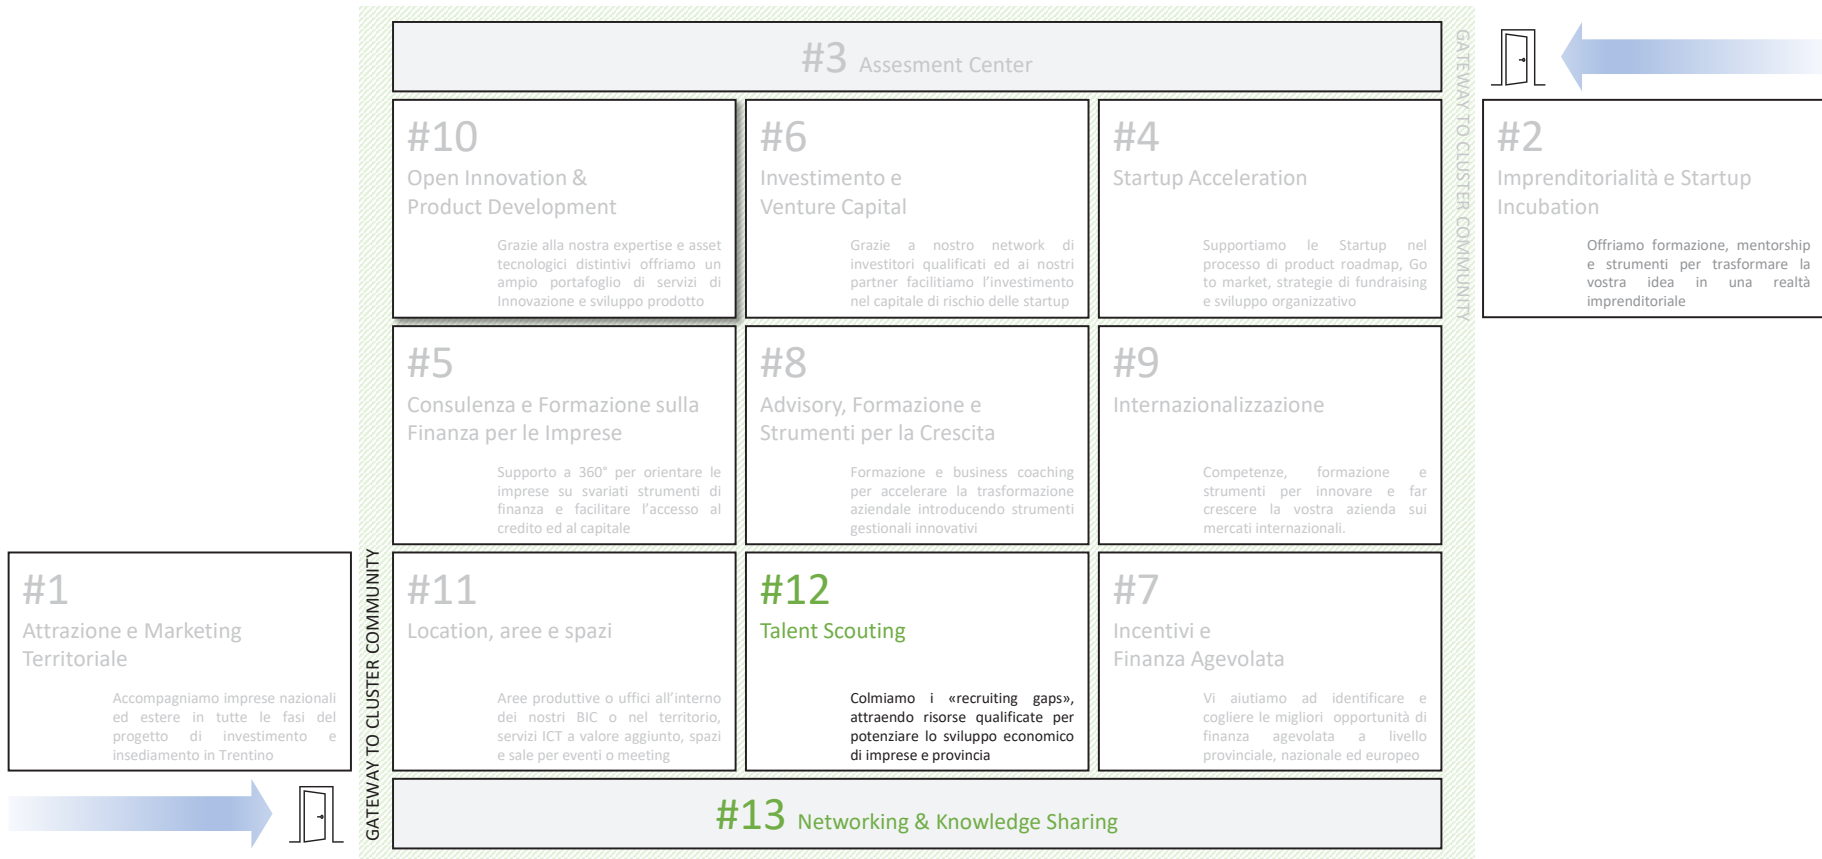 #3 Assesment Center
#10
Open Innovation &
Product Development
Grazie alla nostra expertise e asset
tecnologici distintivi offriamo un
ampio portafoglio di servizi di
Innovazione e sviluppo prodotto
#6
Investimento e
Venture Capital
Grazie a nostro network di
investitori qualificati ed ai nostri
partner facilitiamo l'investimento
nel capitale di rischio delle startup
#4
Startup Acceleration
Supportiamo le Startup nel
processo di product roadmap, Go
to market, strategie di fundraising
e sviluppo organizzativo
GATEWAY TO CLUSTER COMMUNITY
#2
Imprenditorialità e Startup
Incubation
Offriamo formazione, mentorship
e strumenti per trasformare la
vostra idea in una realtà
imprenditoriale
#5
Consulenza e Formazione sulla
Finanza per le Imprese
Supporto a 360° per orientare le
imprese su svariati strumenti di
finanza e facilitare l'accesso al
credito ed al capitale
#8
Advisory, Formazione e
Strumenti per la Crescita
Formazione e business coaching
per accelerare la trasformazione
aziendale introducendo strumenti
gestionali innovativi
#9
Internazionalizzazione
Competenze, formazione e
strumenti per innovare e far
crescere la vostra azienda sui
mercati internazionali.
#1
Attrazione e Marketing
Territoriale
Accompagniamo imprese nazionali
ed estere in tutte le fasi del
progetto di investimento e
insediamento in Trentino
GATEWAY TO CLUSTER COMMUNITY
#11
Location, aree e spazi
Aree produttive o uffici all'interno
dei nostri BIC o nel territorio,
servizi ICT a valore aggiunto, spazi
e sale per eventi o meeting
#12
Talent Scouting
Colmiamo i «recruiting gaps»,
attraendo risorse qualificate per
potenziare lo sviluppo economico
di imprese e provincia
#7
Incentivi e
Finanza Agevolata
Vi aiutiamo ad identificare e
cogliere le migliori opportunità di
finanza agevolata a livello
provinciale, nazionale ed europeo
#13 Networking & Knowledge Sharing